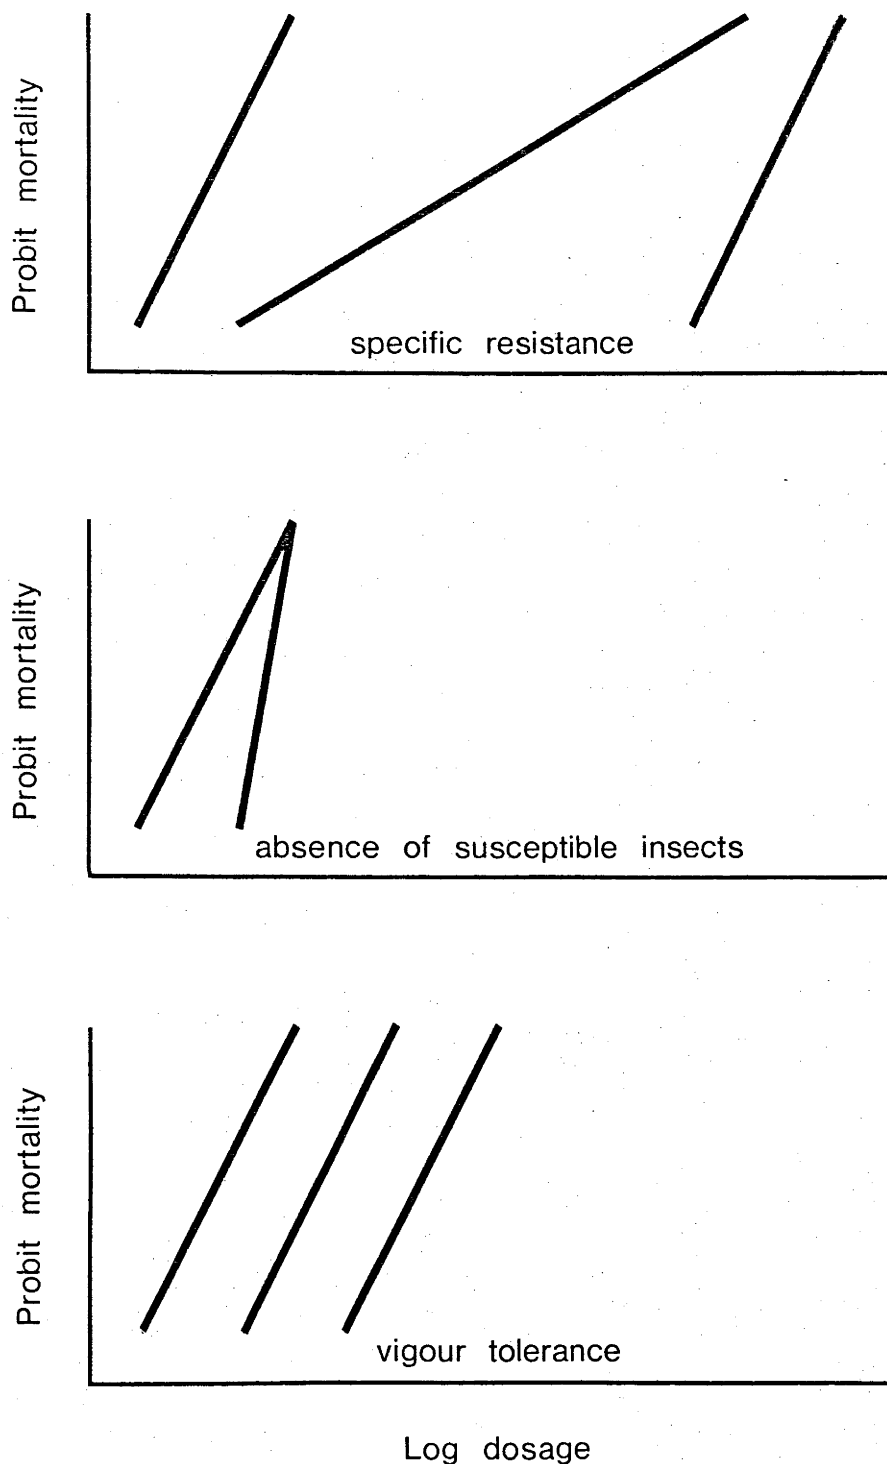 Probit mortality
specific resistance
Probit mortality
absence of susceptible insects
Probit mortality
vigour tolerance
Log dosage